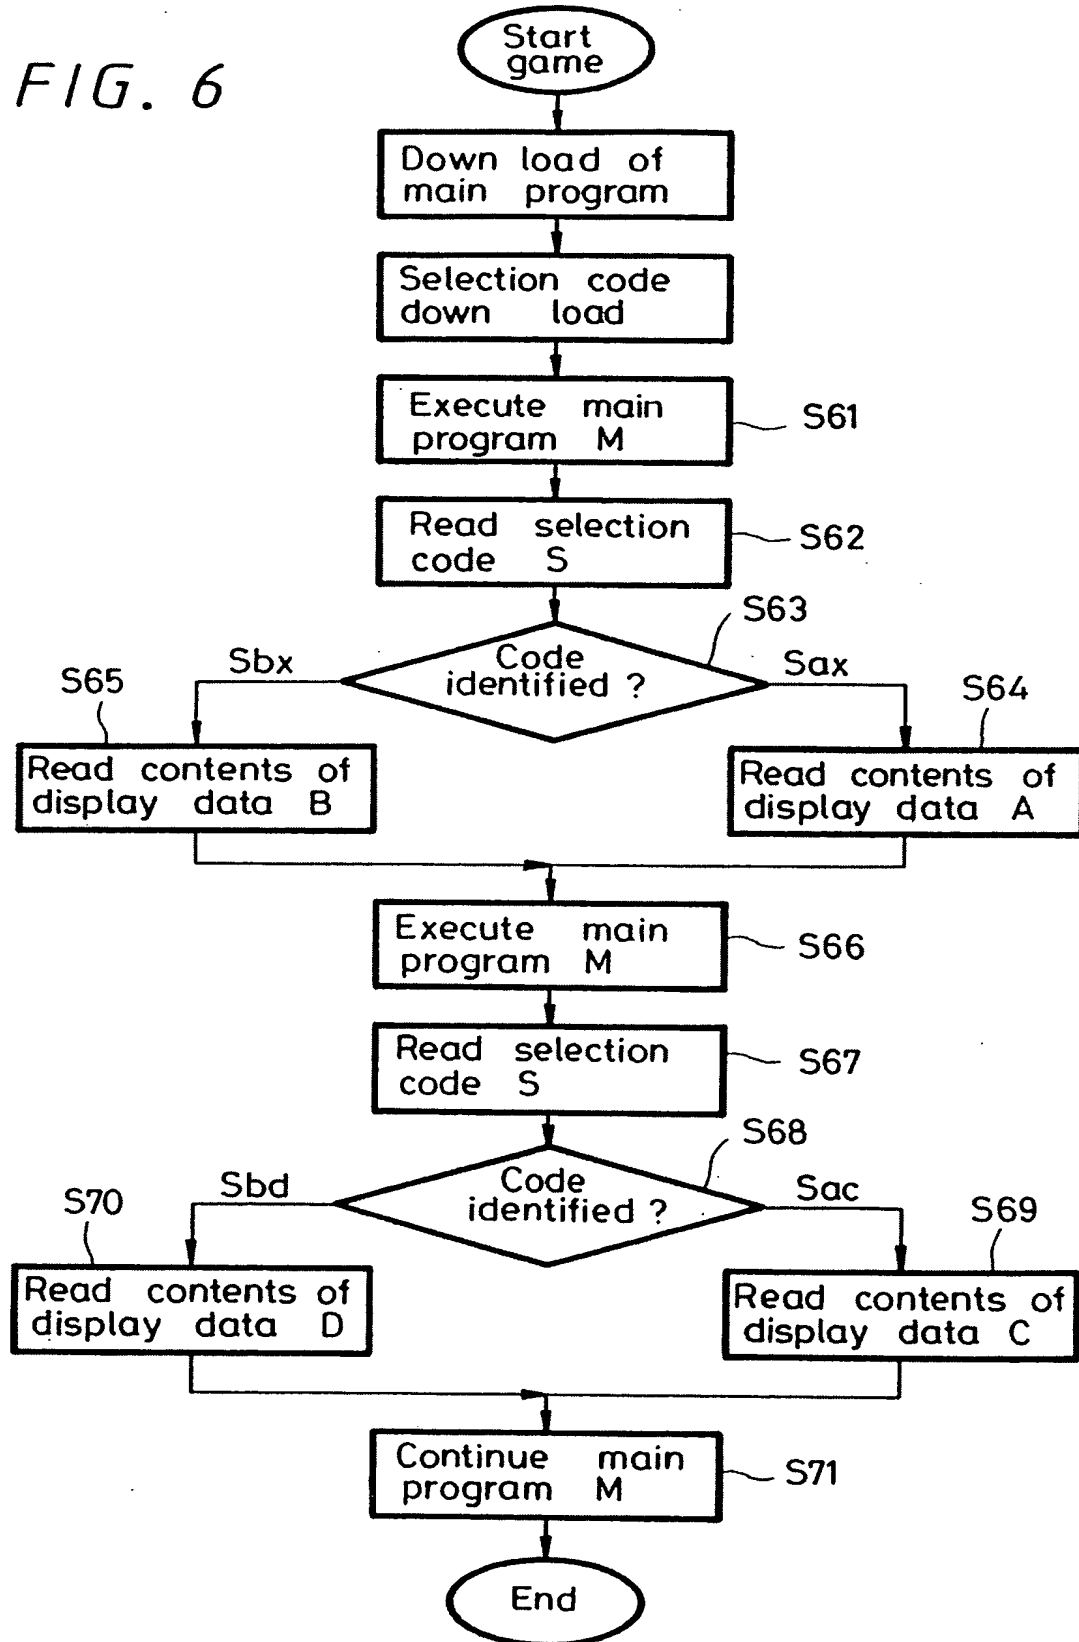 FIG. 6
Start
game
Down load of
main program
Selection code
down load
Execute main
program M
S61
Read selection
code S
S62
S63
Code
identified ?
Sbx
Sax
S65
S64
Read contents of
display data B
Read contents of
display data A
Execute main
program M
S66
Read selection
code S
S67
S68
Code
identified ?
Sbd
Sac
S70
S69
Read contents of
display data D
Read contents of
display data C
Continue main
program M
S71
End